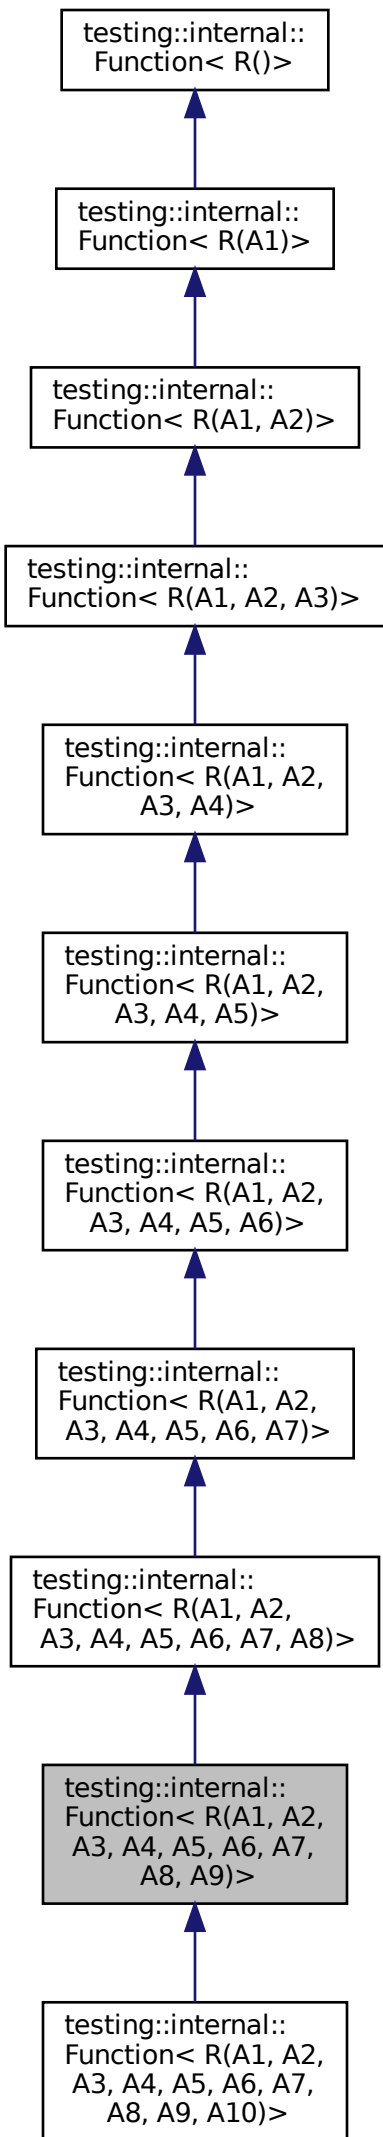 testing::internal::
Function< R()>
testing::internal::
Function< R(A1)>
testing::internal::
Function< R(A1, A2)>
testing::internal::
Function< R(A1, A2, A3)>
testing::internal::
Function< R(A1, A2,
A3, A4)>
testing::internal::
Function< R(A1, A2,
A3, A4, A5)>
testing::internal::
Function< R(A1, A2,
A3, A4, A5, A6)>
testing::internal::
Function< R(A1, A2,
A3, A4, A5, A6, A7)>
testing::internal::
Function< R(A1, A2,
A3, A4, A5, A6, A7, A8)>
testing::internal::
Function< R(A1, A2,
A3, A4, A5, A6, A7,
A8, A9)>
testing::internal::
Function< R(A1, A2,
A3, A4, A5, A6, A7,
A8, A9, A10)>